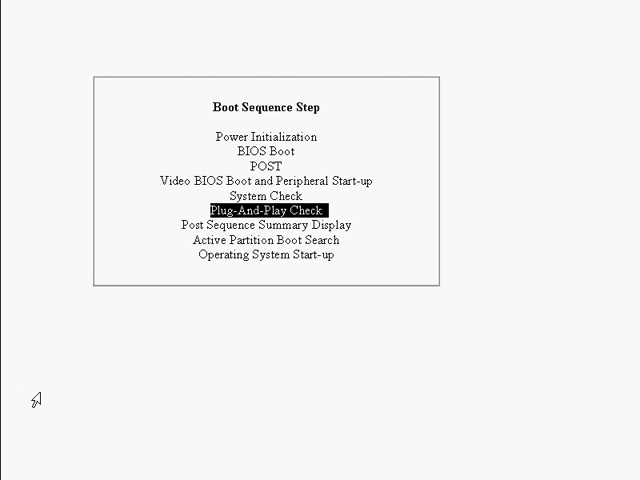 Boot Sequence Step
Power Initialization
BIOS Boot
POST
Video BIOS Boot and Peripheral Start-up
System Check
Plug-And-Play Check
Post Sequence Summary Display
Active Partition Boot Search
Operating System Start-up